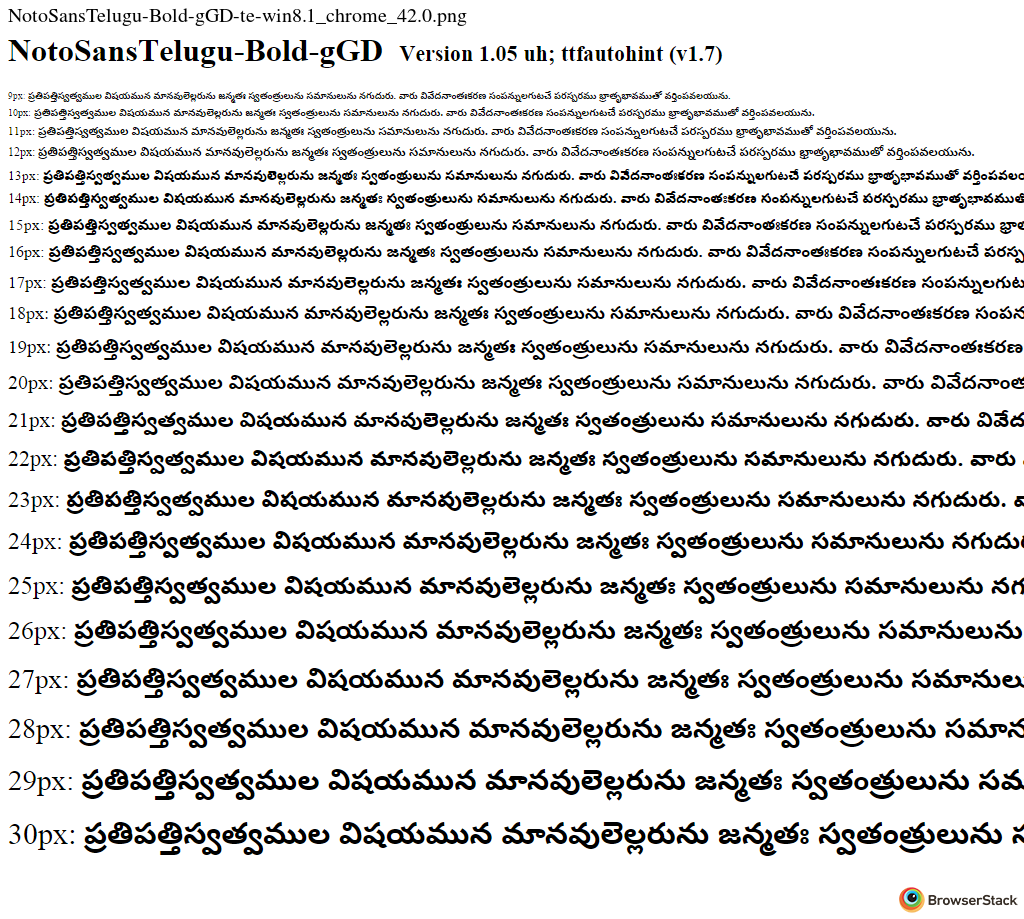 NotoSansTelugu-Bold-gGD-te-win8.1_chrome_42.0.png
NotoSansTelugu-Bold-gGD Version 1.05 uh; ttfautohint (v1.7)
9px: ప్రతిపత్తిస్వత్వముల విషయమున మానవులెల్లరును జన్మతః స్వతంత్రులును సమానులును నగుదురు. వారు వివేదనాంతఃకరణ సంపన్నులగుటచే పరస్పరము భ్రాతృభావముతో వర్తింపవలయును.
10px: ప్రతిపత్తిస్వత్వముల విషయమున మానవులెల్లరును జన్మతః స్వతంత్రులును సమానులును నగుదురు. వారు వివేదనాంతఃకరణ సంపన్నులగుటచే పరస్పరము భ్రాతృభావముతో వర్తింపవలయును.
11px: ప్రతిపత్తిస్వత్వముల విషయమున మానవులెల్లరును జన్మతః స్వతంత్రులును సమానులును నగుదురు. వారు వివేదనాంతఃకరణ సంపన్నులగుటచే పరస్పరము భ్రాతృభావముతో వర్తింపవలయును.
12px: ప్రతిపత్తిస్వత్వముల విషయమున మానవులెల్లరును జన్మతః స్వతంత్రులును సమానులును నగుదురు. వారు వివేదనాంతఃకరణ సంపన్నులగుటచే పరస్పరము భ్రాతృభావముతో వర్తింపవలయును.
13px: ప్రతిపత్తిస్వత్వముల విషయమున మానవులెల్లరును జన్మతః స్వతంత్రులును సమానులును నగుదురు. వారు వివేదనాంతఃకరణ సంపన్నులగుటచే పరస్పరము భ్రాతృభావముతో
14px: ప్రతిపత్తిస్వత్వముల విషయమున మానవులెల్లరును జన్మతః స్వతంత్రులును సమానులును నగుదురు. వారు వివేదనాంతఃకరణ సంపన్నులగుటచే పరస్పరము
15px: ప్రతిపత్తిస్వత్వముల విషయమున మానవులెల్లరును జన్మతః స్వతంత్రులును సమానులును నగుదురు. వారు వివేదనాంతఃకరణ సంపన్నులగుటచే పరస్పరము
16px: ప్రతిపత్తిస్వత్వముల విషయమున మానవులెల్లరును జన్మతః స్వతంత్రులును సమానులును నగుదురు. వారు వివేదనాంతఃకరణ సంపన్నులగుటచే
17px: ప్రతిపత్తిస్వత్వముల విషయమున మానవులెల్లరును జన్మతః స్వతంత్రులును సమానులును నగుదురు. వారు వివేదనాంతఃకరణ
18px: ప్రతిపత్తిస్వత్వముల విషయమున మానవులెల్లరును జన్మతః స్వతంత్రులును సమానులును నగుదురు. వారు వివేదనాంతఃకరణ
19px: ప్రతిపత్తిస్వత్వముల విషయమున మానవులెల్లరును జన్మతః స్వతంత్రులును సమానులును నగుదురు. వారు వివేదనాంతఃకరణ
20px: ప్రతిపత్తిస్వత్వముల విషయమున మానవులెల్లరును జన్మతః స్వతంత్రులును సమానులును నగుదురు. వారు
21px: ప్రతిపత్తిస్వత్వముల విషయమున మానవులెల్లరును జన్మతః స్వతంత్రులును సమానులును నగుదురు. వారు
22px: ప్రతిపత్తిస్వత్వముల విషయమున మానవులెల్లరును జన్మతః స్వతంత్రులును సమానులును నగుదురు. వారు
23px: ప్రతిపత్తిస్వత్వముల విషయమున మానవులెల్లరును జన్మతః స్వతంత్రులును సమానులును నగుదురు.
24px: ప్రతిపత్తిస్వత్వముల విషయమున మానవులెల్లరును జన్మతః స్వతంత్రులును సమానులును
25px: ప్రతిపత్తిస్వత్వముల విషయమున మానవులెల్లరును జన్మతః స్వతంత్రులును సమానులును
26px: ప్రతిపత్తిస్వత్వముల విషయమున మానవులెల్లరును జన్మతః స్వతంత్రులును సమానులును
27px: ప్రతిపత్తిస్వత్వముల విషయమున మానవులెల్లరును జన్మతః స్వతంత్రులును
28px: ప్రతిపత్తిస్వత్వముల విషయమున మానవులెల్లరును జన్మతః స్వతంత్రులును
29px: ప్రతిపత్తిస్వత్వముల విషయమున మానవులెల్లరును జన్మతః స్వతంత్రులును
30px: ప్రతిపత్తిస్వత్వముల విషయమున మానవులెల్లరును జన్మతః స్వతంత్రులును
BrowserStack